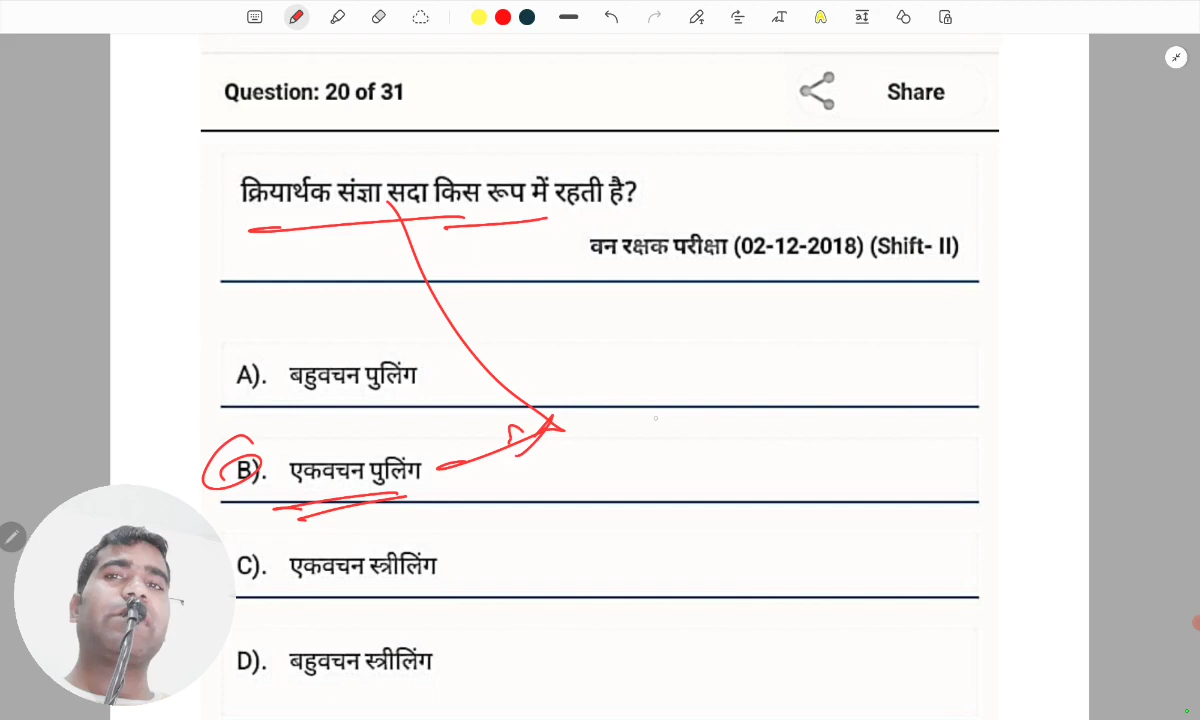 Question: 20 of 31
Share
क्रियार्थक संज्ञा सदा किस रूप में रहती है?
वन रक्षक परीक्षा (02-12-2018) (Shift- II)
A). बहुवचन पुलिंग
B). एकवचन पुलिंग
C). एकवचन स्त्रीलिंग
D). बहुवचन स्त्रीलिंग